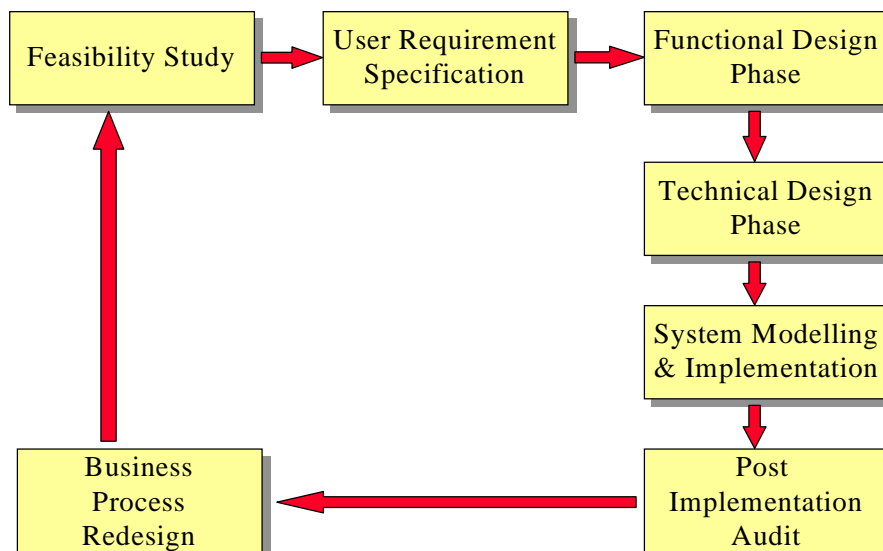 Feasibility Study
User Requirement
Specification
Functional Design
Phase
Technical Design
Phase
System Modelling
& Implementation
Post
Implementation
Audit
Business
Process
Redesign